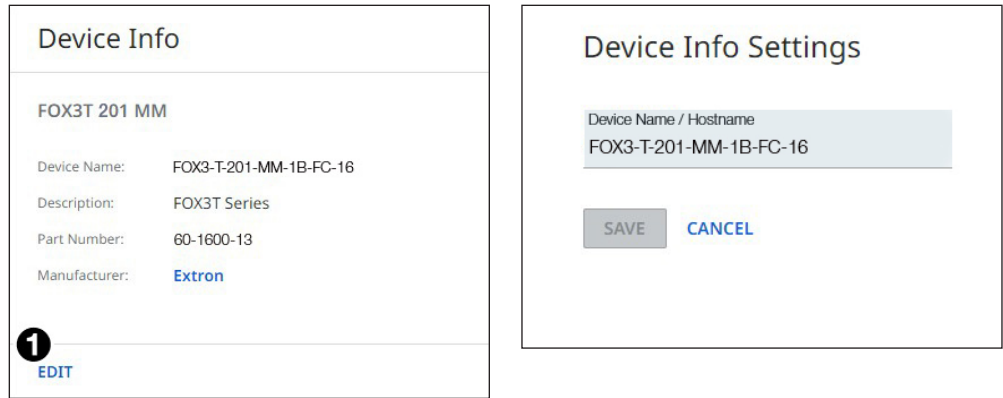 Device Info
FOX3T 201 MM
Device Name: FOX3-T-201-MM-1B-FC-16
Description: FOX3T Series
Part Number: 60-1600-13
Manufacturer: Extron
1
EDIT
Device Info Settings
Device Name / Hostname
FOX3-T-201-MM-1B-FC-16
SAVE CANCEL